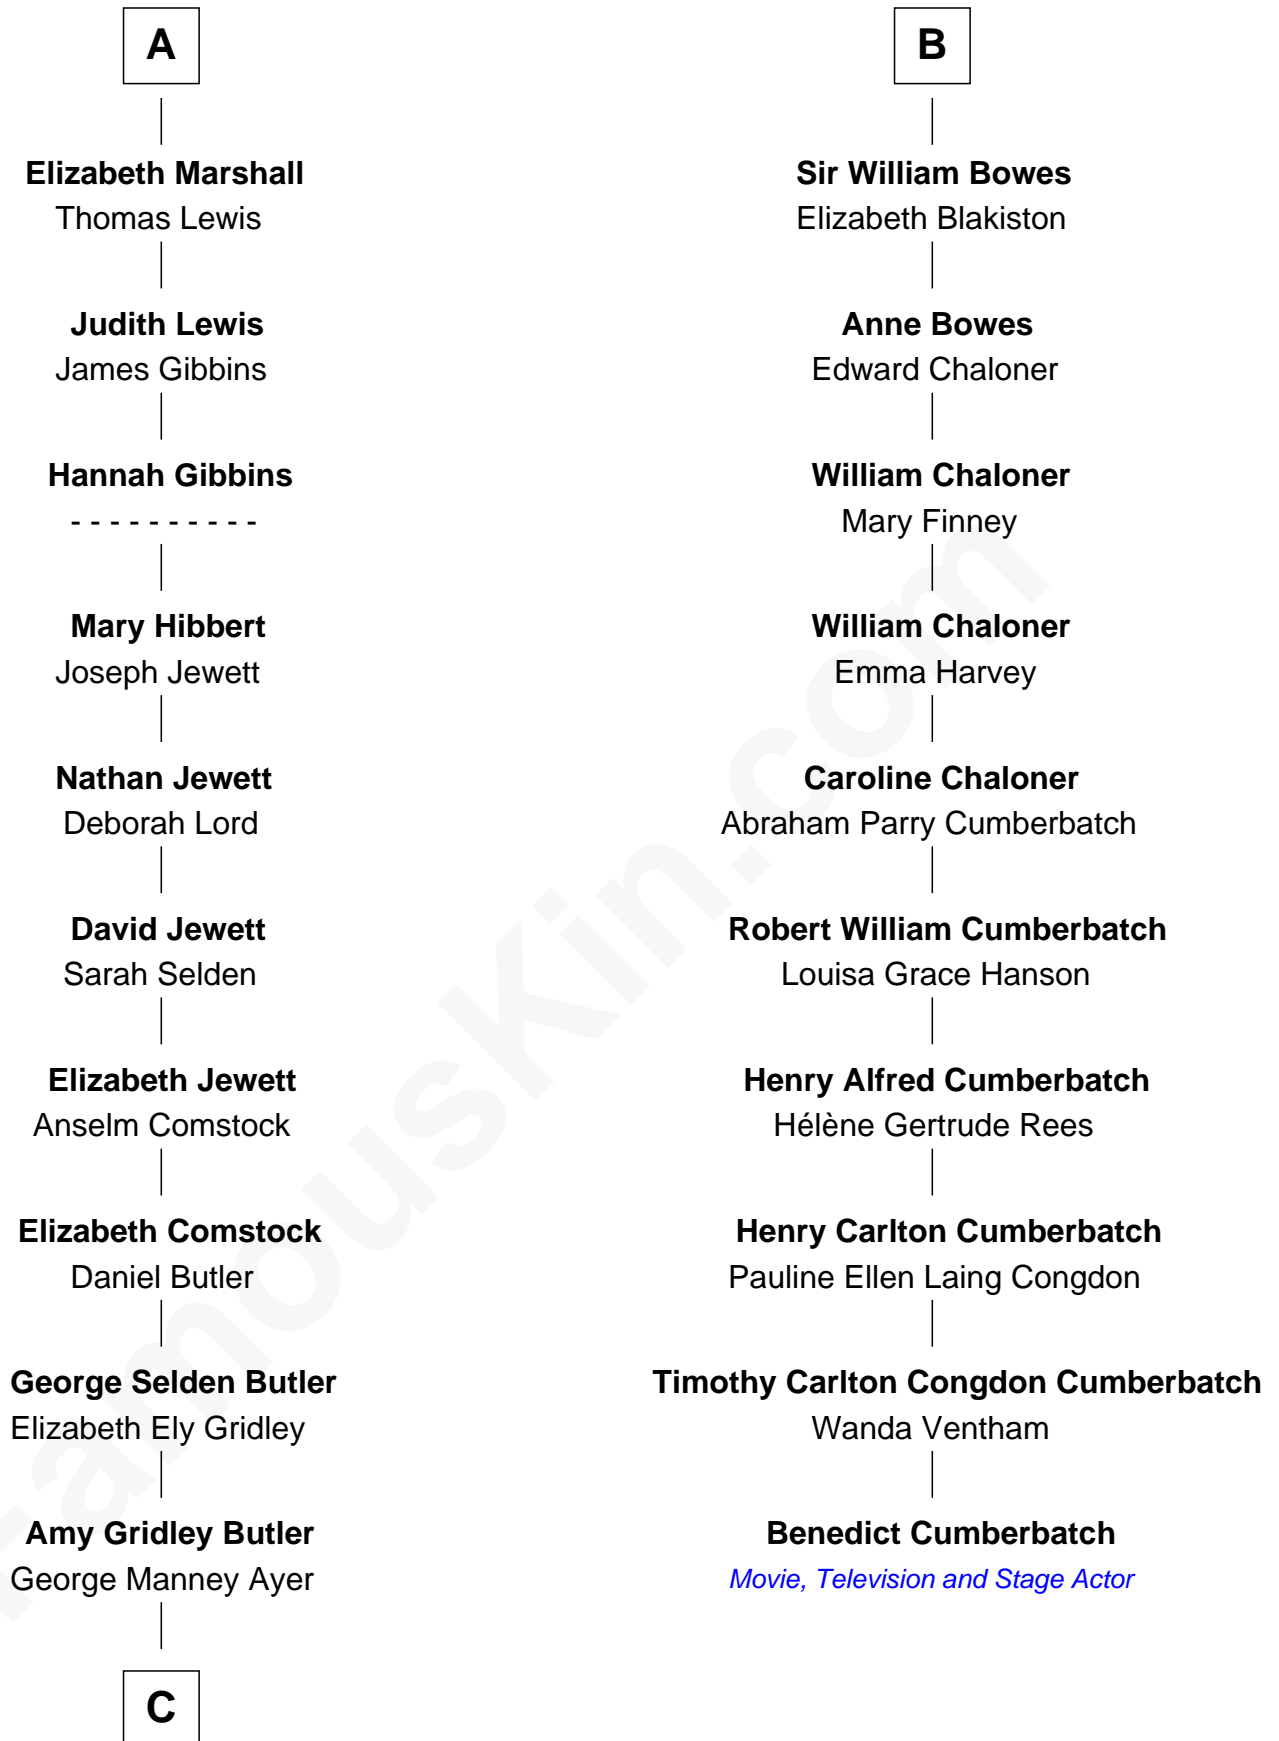 A
Elizabeth Marshall
Thomas Lewis
Judith Lewis
James Gibbins
Hannah Gibbins
- - - - - - - - - -
Mary Hibbert
Joseph Jewett
Nathan Jewett
Deborah Lord
David Jewett
Sarah Selden
Elizabeth Jewett
Anselm Comstock
Elizabeth Comstock
Daniel Butler
George Selden Butler
Elizabeth Ely Gridley
Amy Gridley Butler
George Manney Ayer
C
B
Sir William Bowes
Elizabeth Blakiston
Anne Bowes
Edward Chaloner
William Chaloner
Mary Finney
William Chaloner
Emma Harvey
Caroline Chaloner
Abraham Parry Cumberbatch
Robert William Cumberbatch
Louisa Grace Hanson
Henry Alfred Cumberbatch
Hélène Gertrude Rees
Henry Carlton Cumberbatch
Pauline Ellen Laing Congdon
Timothy Carlton Congdon Cumberbatch
Wanda Ventham
Benedict Cumberbatch
Movie, Television and Stage Actor
FamousKin.com